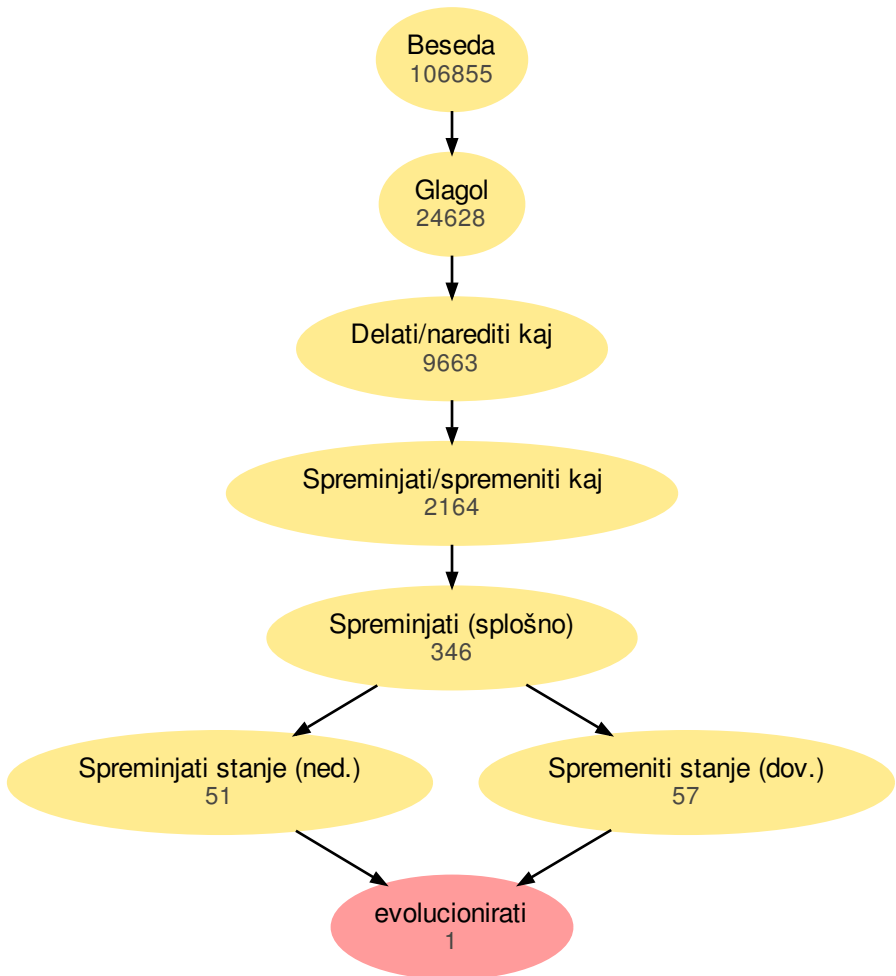 Beseda
106855
Glagol
24628
Delati/narediti kaj
9663
Spreminjati/spremeniti kaj
2164
Spreminjati (splošno)
346
Spreminjati stanje (ned.)
51
Spremeniti stanje (dov.)
57
evolucionirati
1